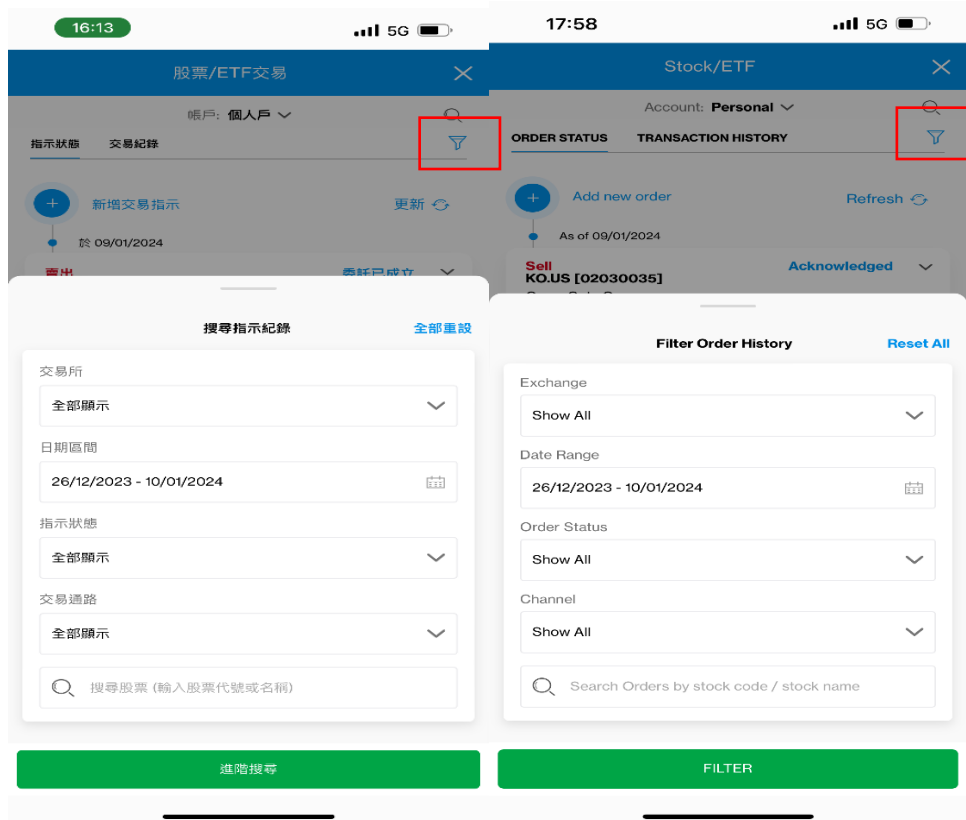 16:13
5G
股票/ETF交易
帳戶: 個人戶
指示狀態 交易紀錄
新增交易指示 更新
於 09/01/2024
賣出 委託已成立
搜尋指示紀錄 全部重設
交易所
全部顯示
日期區間
26/12/2023 - 10/01/2024
指示狀態
全部顯示
交易通路
全部顯示
搜尋股票 (輸入股票代號或名稱)
進階搜尋
17:58
5G
Stock/ETF
Account: Personal
ORDER STATUS TRANSACTION HISTORY
Add new order Refresh
As of 09/01/2024
Sell Acknowledged
KO.US [02030035]
Filter Order History Reset All
Exchange
Show All
Date Range
26/12/2023 - 10/01/2024
Order Status
Show All
Channel
Show All
Search Orders by stock code / stock name
FILTER